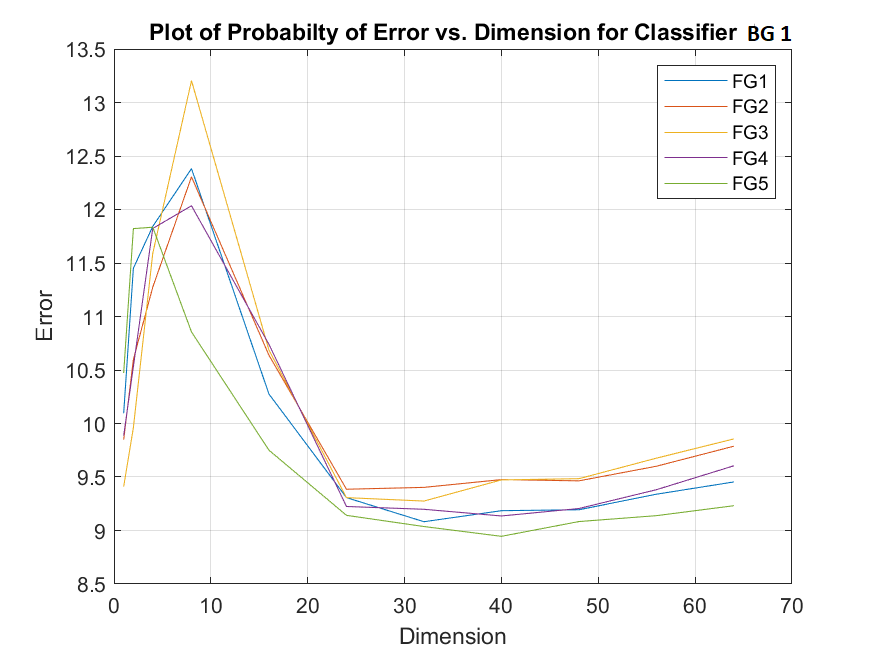 Plot of Probabilty of Error vs. Dimension for Classifier BG 1
13.5
13
12.5
12
11.5
11
10.5
10
9.5
9
8.5
Error
FG1
FG2
FG3
FG4
FG5
0 10 20 30 40 50 60 70
Dimension